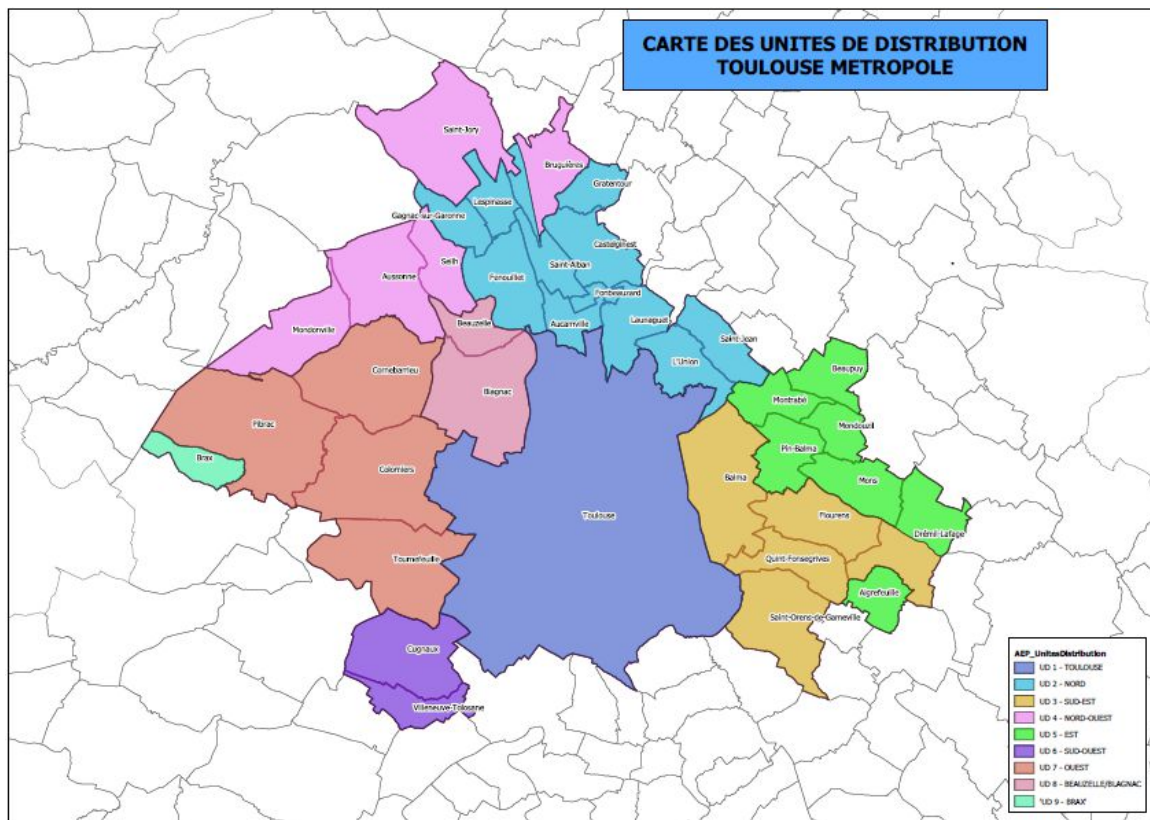 CARTE DES UNITES DE DISTRIBUTION
TOULOUSE METROPOLE
Saint-Jory
Bruguières
Gratentour
Lespinasse
Gagnac-sur-Garonne
Castelginest
Seilh
Saint-Alban
Aussonne
Fenouillet
Fonbeauzard
Launaguet
Beauzelle
Aucamville
Mondonville
Saint-Jean
L'Union
Cornebarrieu
Beaupuy
Blagnac
Montrabé
Pibrac
Mondouzil
Pin-Balma
Brax
Colomiers
Balma
Mons
Toulouse
Flourens
Drémil-Lafage
Tournefeuille
Quint-Fonsegrives
Aigrefeuille
Saint-Orens-de-Gameville
Cugnaux
Villeneuve-Tolosane
AEP_UnitesDistribution
UD 1 - TOULOUSE
UD 2 - NORD
UD 3 - SUD-EST
UD 4 - NORD-OUEST
UD 5 - EST
UD 6 - SUD-OUEST
UD 7 - OUEST
UD 8 - BEAUZELLE/BLAGNAC
'UD 9 - BRAX'